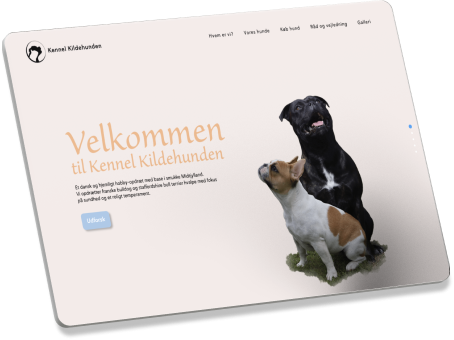 Kennel Kildehunden
Hvem er vi? Vores hunde Køb hund Råd og vejledning Galleri
Velkommen
til Kennel Kildehunden
Et dansk og hjemligt hobby-opdræt med base i smukke Midtjylland.
Vi opdrætter franske bulldog og staffordshire bull terrier hvalpe med fokus
på sundhed og et roligt temperament.
Udforsk